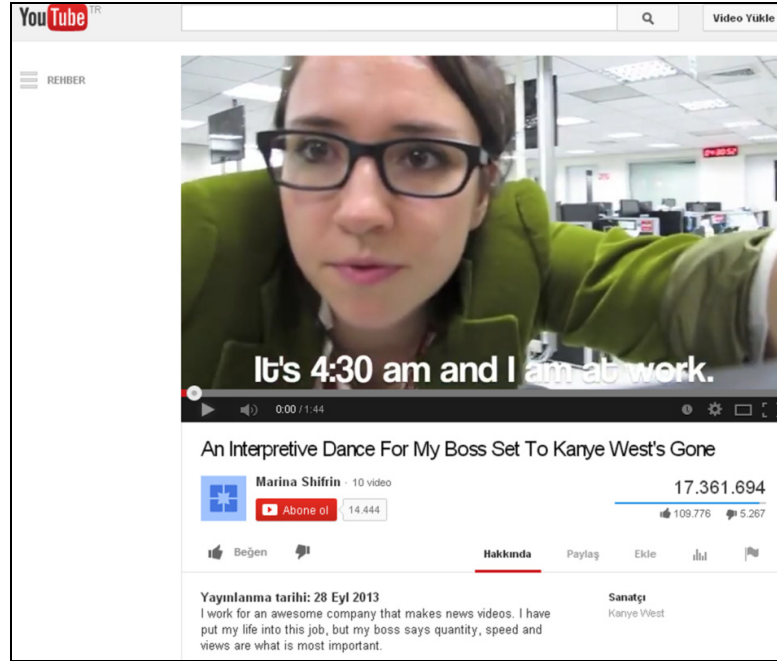 YouTube TR
Video Yükle
REHBER
04:30:52
It's 4:30 am and I am at work.
0:00 / 1:44
An Interpretive Dance For My Boss Set To Kanye West's Gone
Marina Shifrin · 10 video
17.361.694
Abone ol 14.444
109.776 5.267
Beğen
Hakkında Paylaş Ekle
Yayınlanma tarihi: 28 Eyl 2013
Sanatçı
I work for an awesome company that makes news videos. I have
Kanye West
put my life into this job, but my boss says quantity, speed and
views are what is most important.